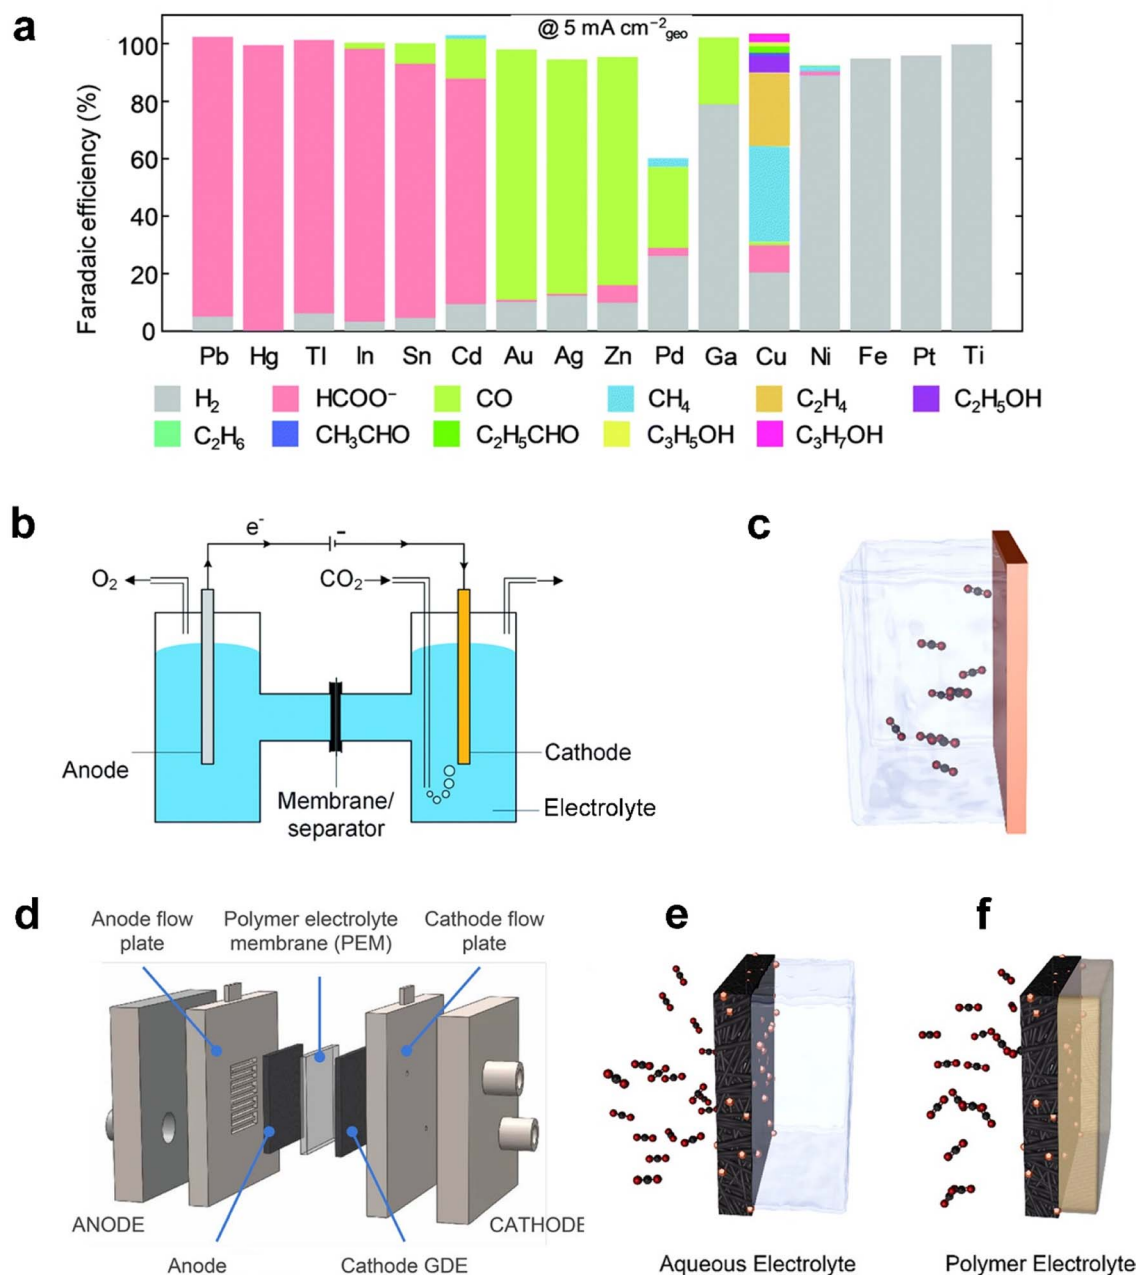 a
@ 5 mA cm⁻²geo
Faradaic efficiency (%)
100
80
60
40
20
0
Pb Hg Tl In Sn Cd Au Ag Zn Pd Ga Cu Ni Fe Pt Ti
H₂ HCOO⁻ CO CH₄ C₂H₄ C₂H₅OH
C₂H₆ CH₃CHO C₂H₅CHO C₃H₅OH C₃H₇OH
b
e⁻
-
O₂
CO₂
Anode
Cathode
Membrane/
separator
Electrolyte
c
d
Anode flow
plate
Polymer electrolyte
membrane (PEM)
Cathode flow
plate
ANODE
CATHODE
Anode
Cathode GDE
e
Aqueous Electrolyte
f
Polymer Electrolyte